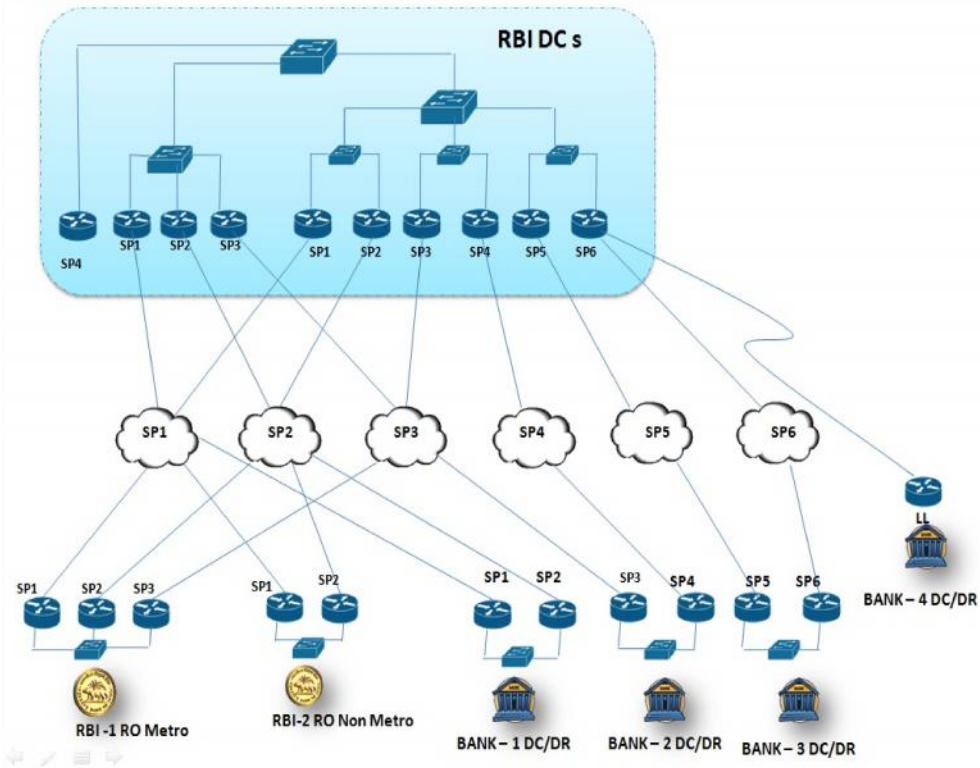 RBI DC s
SP4
SP1
SP2
SP3
SP1
SP2
SP3
SP4
SP5
SP6
SP1
SP2
SP3
SP4
SP5
SP6
LL
BANK – 4 DC/DR
SP1
SP2
SP3
RBI -1 RO Metro
SP1
SP2
RBI-2 RO Non Metro
SP1
SP2
BANK – 1 DC/DR
SP3
SP4
BANK – 2 DC/DR
SP5
SP6
BANK – 3 DC/DR